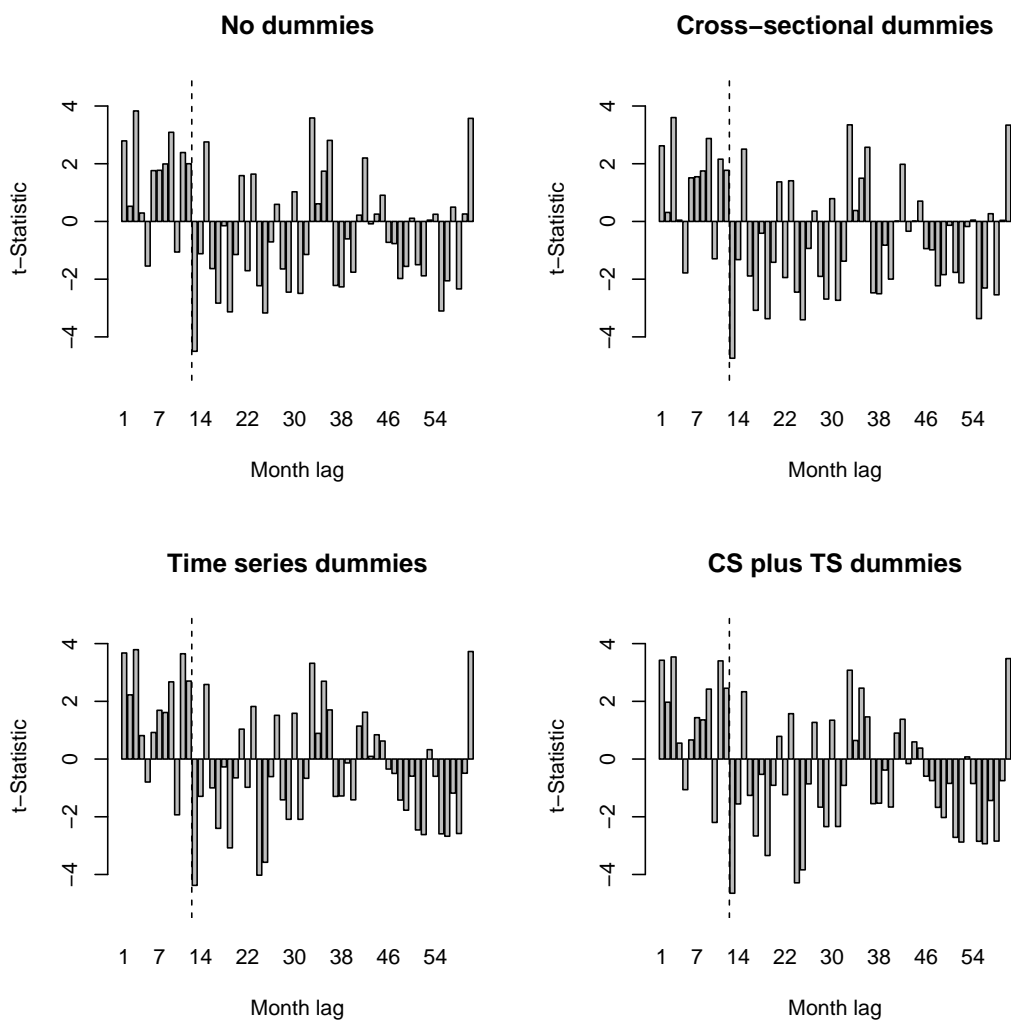 No dummies
4
2
0
−2
−4
t−Statistic
1 7 14 22 30 38 46 54
Month lag
Cross−sectional dummies
4
2
0
−2
−4
t−Statistic
1 7 14 22 30 38 46 54
Month lag
Time series dummies
4
2
0
−2
−4
t−Statistic
1 7 14 22 30 38 46 54
Month lag
CS plus TS dummies
4
2
0
−2
−4
t−Statistic
1 7 14 22 30 38 46 54
Month lag